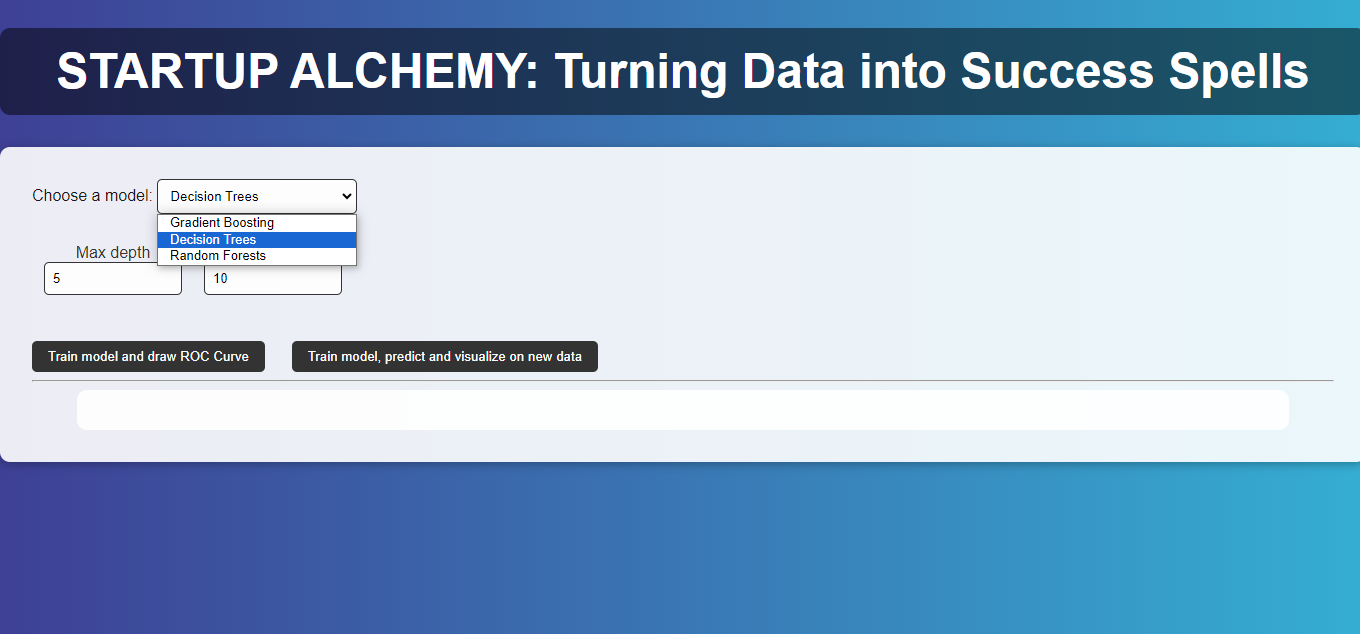 STARTUP ALCHEMY: Turning Data into Success Spells
Choose a model: Decision Trees
Gradient Boosting
Decision Trees
Random Forests
Max depth
5 10
Train model and draw ROC Curve Train model, predict and visualize on new data